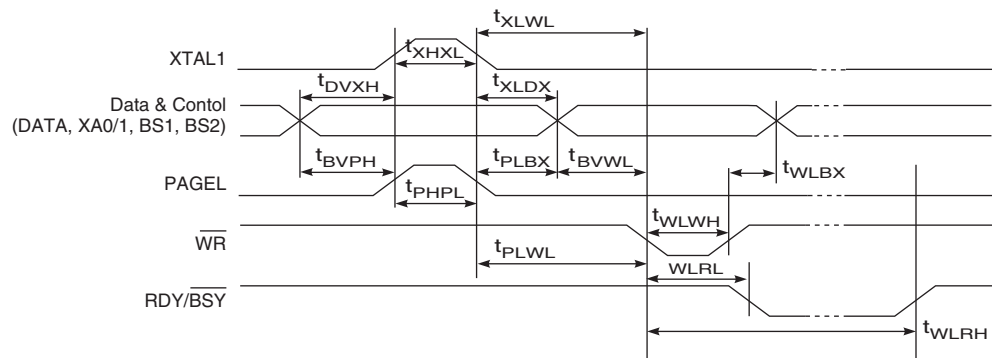 tXLWL
XTAL1
tXHXL
tDVXH
tXLDX
Data & Contol
(DATA, XA0/1, BS1, BS2)
tBVPH
tPLBX
tBVWL
tWLBX
PAGEL
tPHPL
tWLWH
WR
tPLWL
WLRL
RDY/BSY
tWLRH